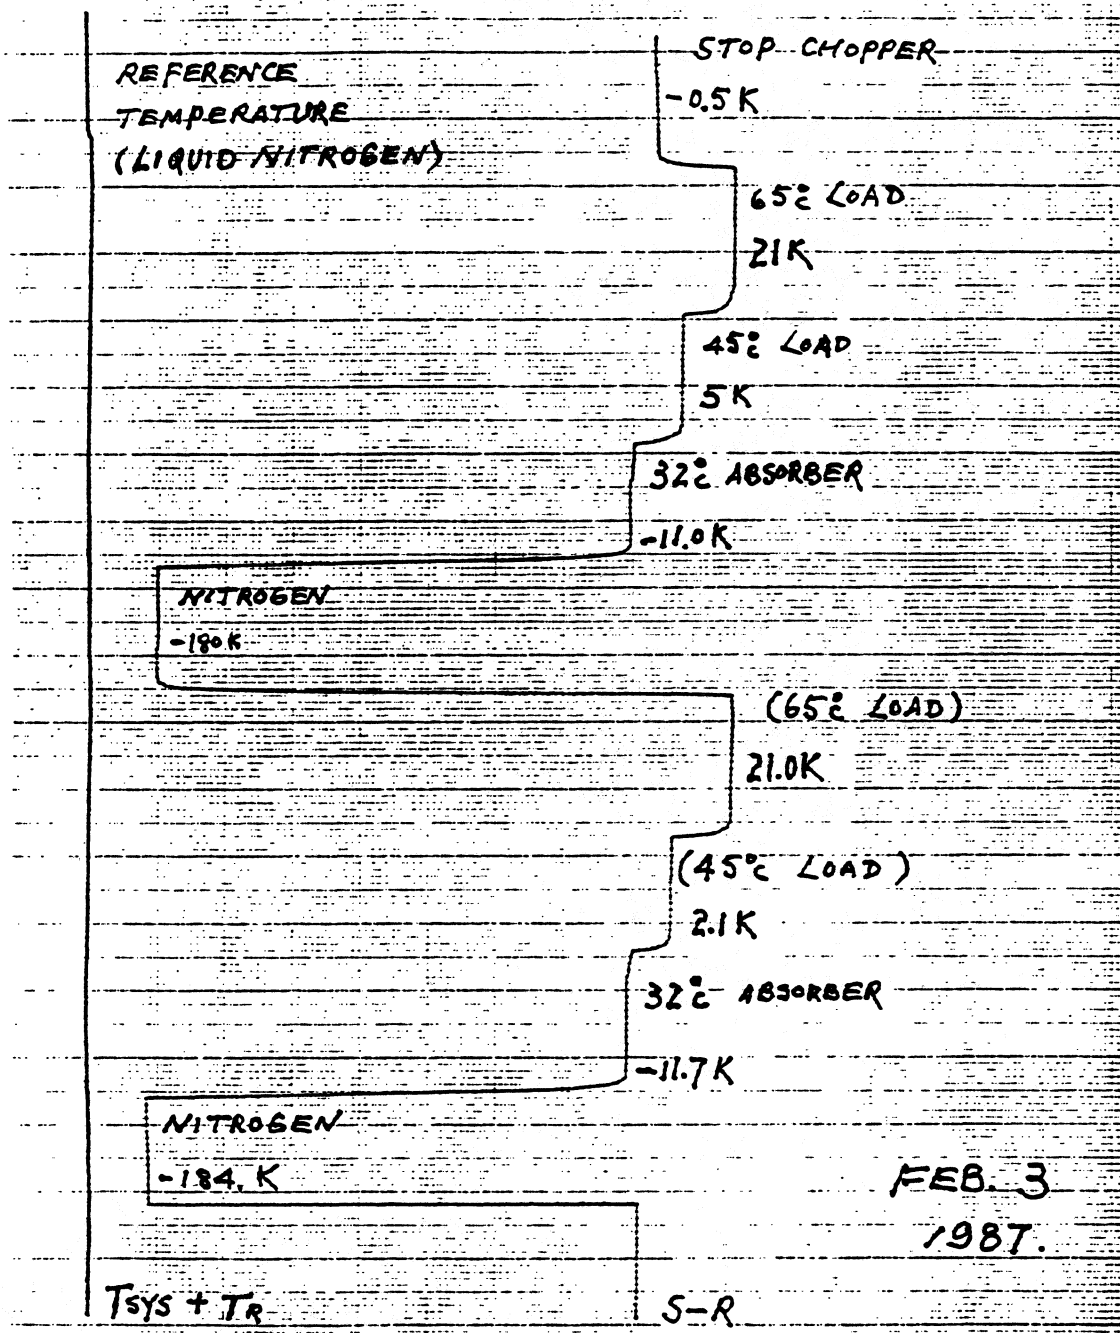 STOP CHOPPER
REFERENCE
TEMPERATURE
(LIQUID NITROGEN)
-0.5 K
65°C LOAD
21K
45°C LOAD
5K
32°C ABSORBER
-11.0K
NITROGEN
-180K
(65°C LOAD)
21.0K
(45°C LOAD)
2.1K
32°C ABSORBER
-11.7K
NITROGEN
-184. K
FEB. 3
1987.
TSYS + TR
S-R